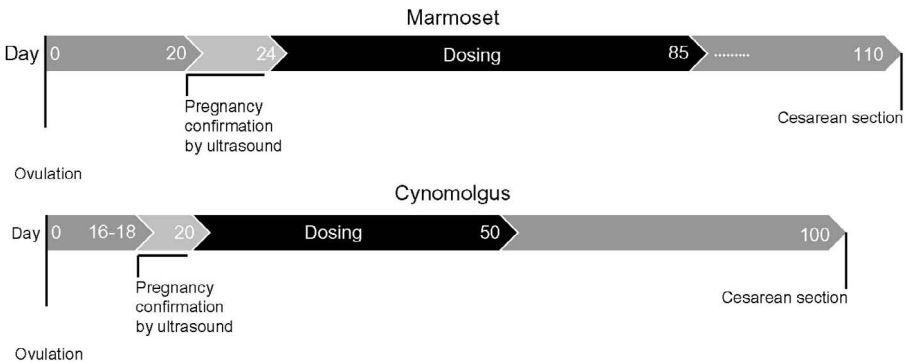 Marmoset
Day 0 20 24 Dosing 85 ......... 110
Pregnancy
confirmation
by ultrasound
Cesarean section
Ovulation
Cynomolgus
Day 0 16-18 20 Dosing 50 100
Pregnancy
confirmation
by ultrasound
Cesarean section
Ovulation